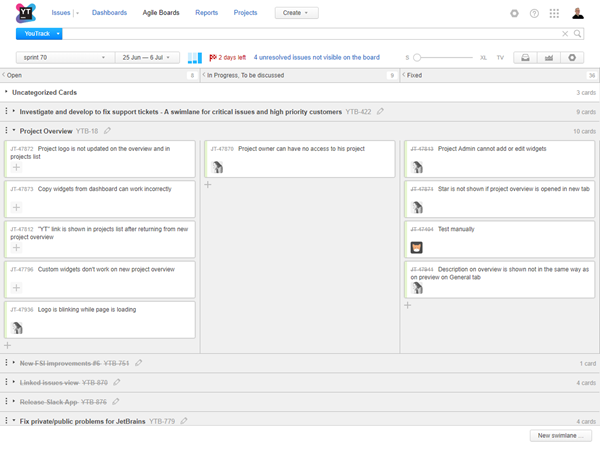 YT
Issues
Dashboards
Agile Boards
Reports
Projects
Create
YouTrack
sprint 70
25 Jun — 6 Jul
2 days left
4 unresolved issues not visible on the board
S
XL
TV
Open
8
In Progress, To be discussed
9
Fixed
36
Uncategorized Cards
3 cards
Investigate and develop to fix support tickets - A swimlane for critical issues and high priority customers YTB-422
9 cards
Project Overview YTB-18
10 cards
JT-47872 Project logo is not updated on the overview and in
projects list
JT-47873 Copy widgets from dashboard can work incorrectly
JT-47812 "YT" link is shown in projects list after returning from new
project overview
JT-47796 Custom widgets don't work on new project overview
JT-47936 Logo is blinking while page is loading
JT-47870 Project owner can have no access to his project
JT-47843 Project Admin cannot add or edit widgets
JT-47871 Star is not shown if project overview is opened in new tab
Test manually
JT-47841 Description on overview is shown not in the same way as
on preview on General tab
New FSI improvements #6 YTB-751
1 card
Linked issues view YTB-870
4 cards
Release Slack App YTB-876
4 cards
Fix private/public problems for JetBrains YTB-779
4 cards
New swimlane ...